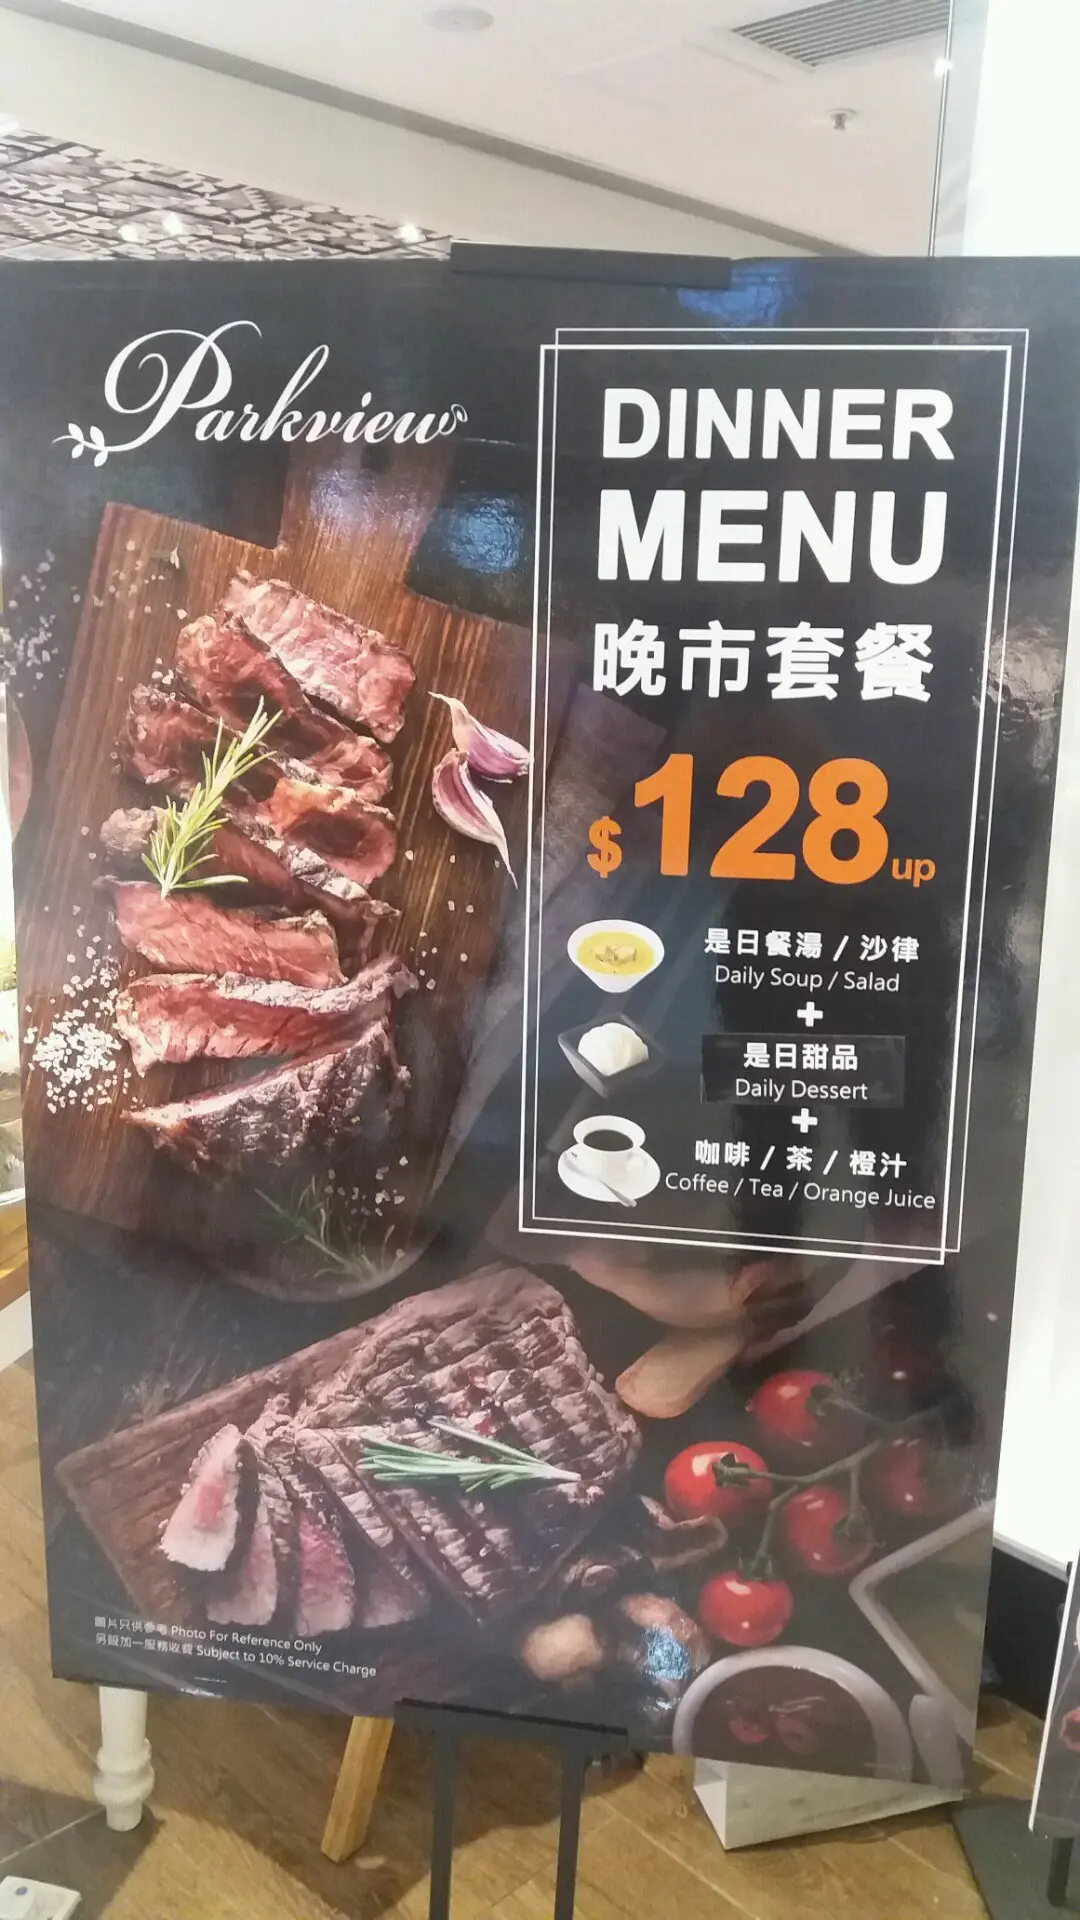 Parkview
DINNER
MENU
晚市套餐
$128up
是日餐湯 / 沙律
Daily Soup / Salad
+
是日甜品
Daily Dessert
+
咖啡 / 茶 / 橙汁
Coffee / Tea / Orange Juice
圖片只供參考 Photo For Reference Only
另設加一服務收費 Subject to 10% Service Charge